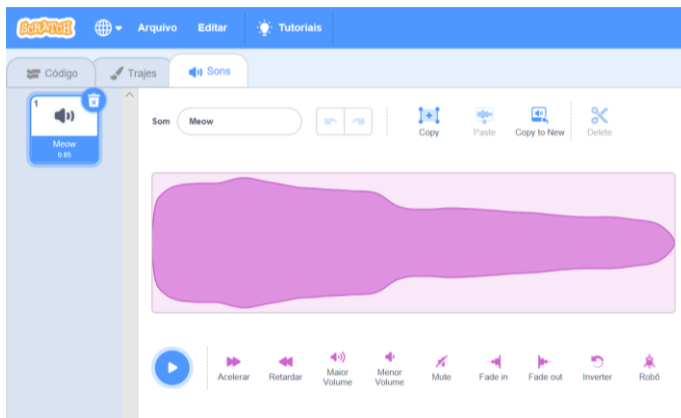 SCRATCH Arquivo Editar Tutoriais
Código Trajes Sons
1
Meow
0.85
Som Meow
Copy Paste Copy to New Delete
Acelerar Retardar Maior Volume Menor Volume Mute Fade in Fade out Inverter Robô